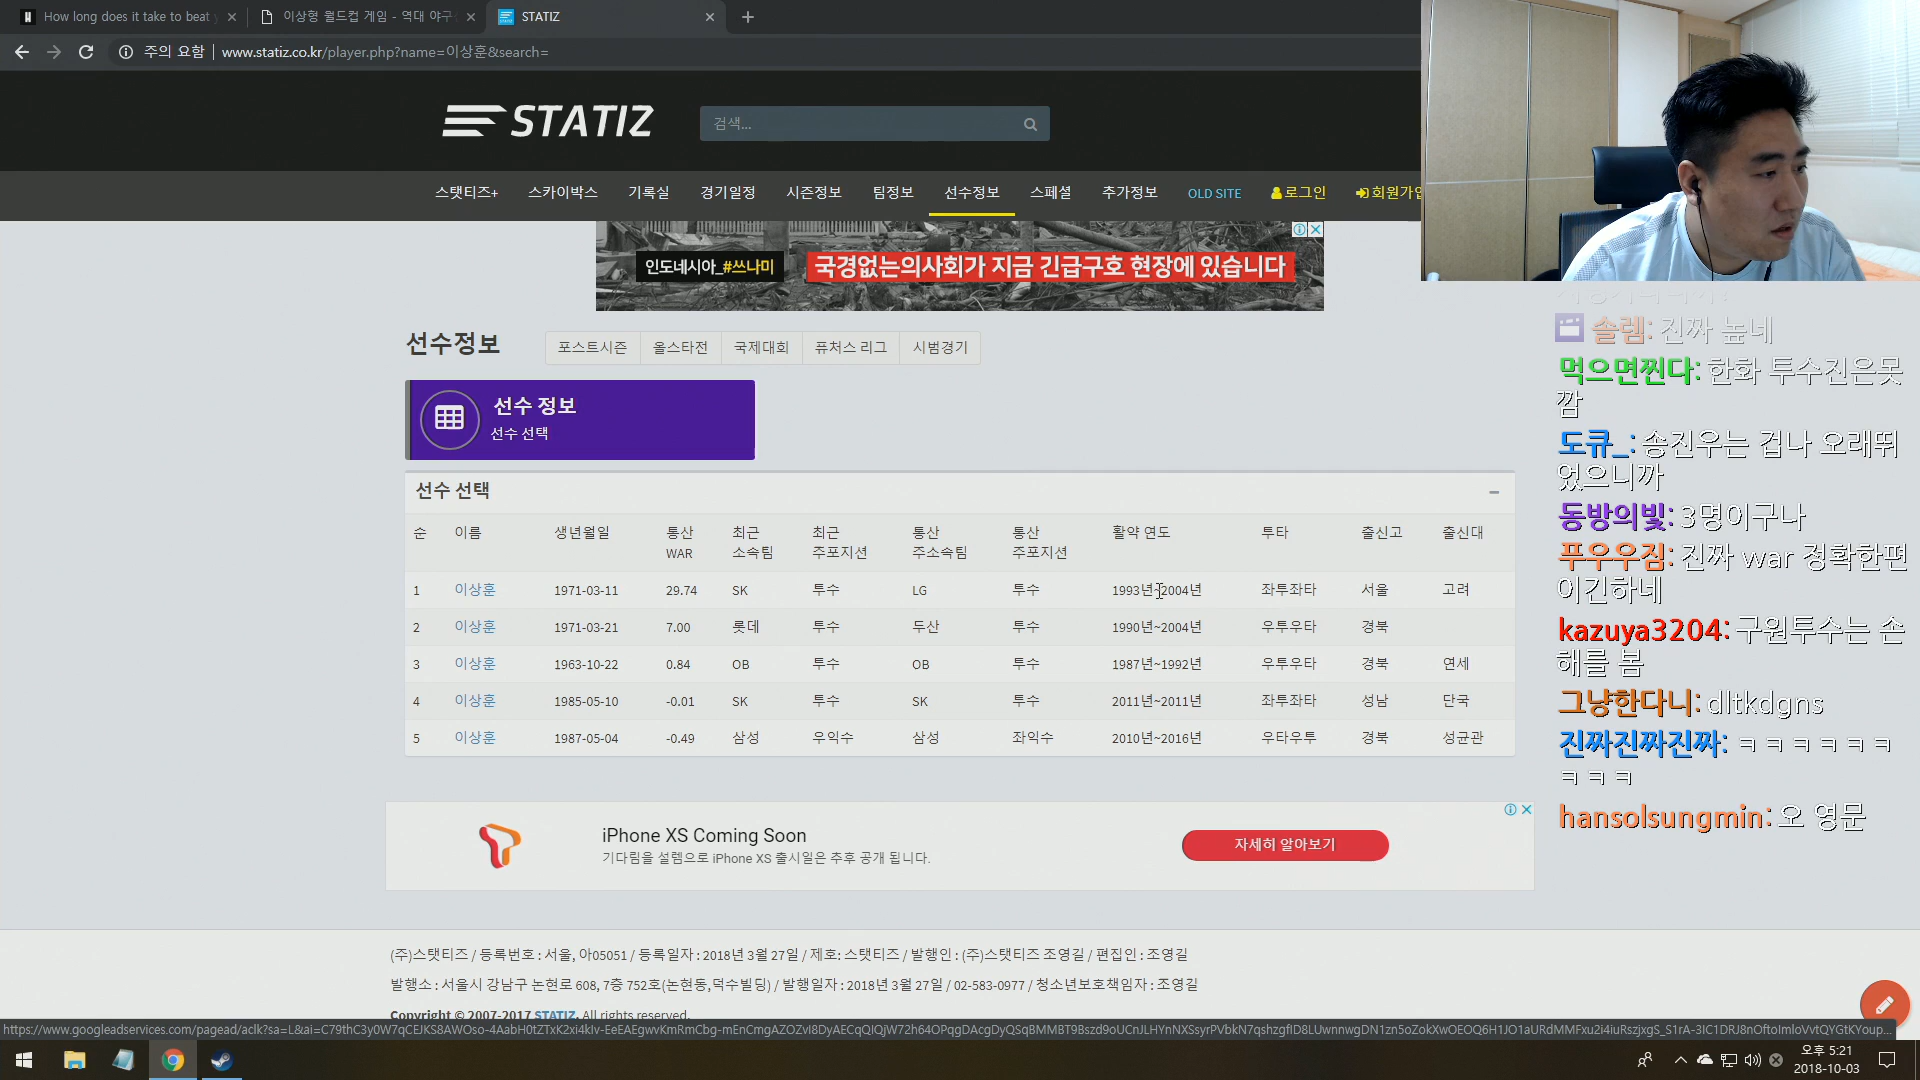 How long does it take to beat y
이상형 월드컵 게임 - 역대 야구
STATIZ
주의 요함 | www.statiz.co.kr/player.php?name=이상훈&search=
STATIZ
검색...
스탯티즈+ 스카이박스 기록실 경기일정 시즌정보 팀정보 선수정보 스페셜 추가정보 OLD SITE 로그인 회원가입
인도네시아_#쓰나미 국경없는의사회가 지금 긴급구호 현장에 있습니다
선수정보
포스트시즌 올스타전 국제대회 퓨처스 리그 시범경기
선수 정보
선수 선택
선수 선택
순 이름 생년월일 통산 WAR 최근 소속팀 최근 주포지션 통산 주소속팀 통산 주포지션 활약 연도 투타 출신고 출신대
1 이상훈 1971-03-11 29.74 SK 투수 LG 투수 1993년~2004년 좌투좌타 서울 고려
2 이상훈 1971-03-21 7.00 롯데 투수 두산 투수 1990년~2004년 우투우타 경북
3 이상훈 1963-10-22 0.84 OB 투수 OB 투수 1987년~1992년 우투우타 경북 연세
4 이상훈 1985-05-10 -0.01 SK 투수 SK 투수 2011년~2011년 좌투좌타 성남 단국
5 이상훈 1987-05-04 -0.49 삼성 우익수 삼성 좌익수 2010년~2016년 우타우투 경북 성균관
iPhone XS Coming Soon
기다림을 설렘으로 iPhone XS 출시일은 추후 공개 됩니다.
자세히 알아보기
(주)스탯티즈 / 등록번호 : 서울, 아05051 / 등록일자 : 2018년 3월 27일 / 제호: 스탯티즈 / 발행인 : (주)스탯티즈 조영길 / 편집인 : 조영길
발행소 : 서울시 강남구 논현로 608, 7층 752호(논현동,덕수빌딩) / 발행일자 : 2018년 3월 27일 / 02-583-0977 / 청소년보호책임자 : 조영길
Copyright © 2007-2017 STATIZ. All rights reserved.
솔렘: 진짜 높네
먹으면찐다: 한화 투수진은못
깜
도큐_: 송진우는 겁나 오래뛰
었으니까
동방의빛: 3명이구나
푸우우짐: 진짜 war 정확한편
이긴하네
kazuya3204: 구원투수는 손
해를 봄
그냥한다니: dltkdgns
진짜진짜진짜: ㅋㅋㅋㅋㅋㅋ
ㅋㅋㅋ
hansolsungmin: 오 영문
오후 5:21
2018-10-03